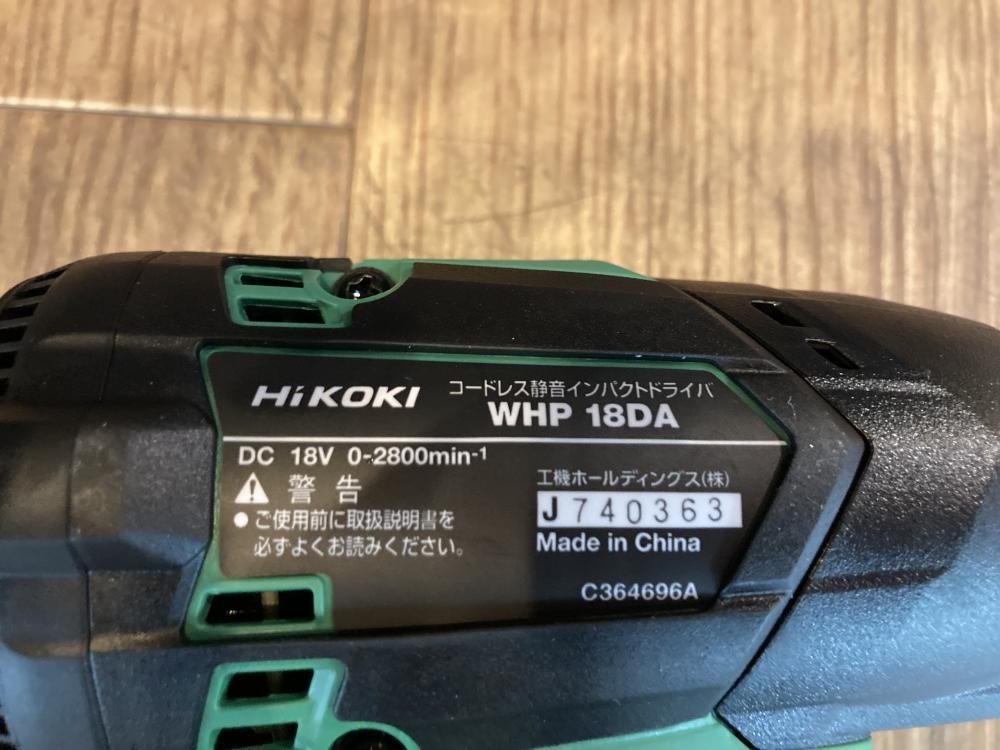 HiKOKI
コードレス静音インパクトドライバ
WHP 18DA
DC 18V 0-2800min-1
警告
● ご使用前に取扱説明書を
必ずよくお読みください。
工機ホールディングス(株)
J740363
Made in China
C364696A